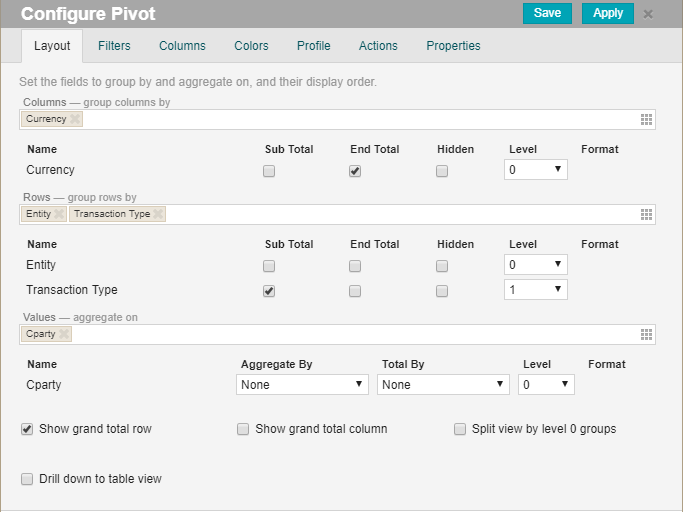 Configure Pivot Save Apply ×
Layout Filters Columns Colors Profile Actions Properties
Set the fields to group by and aggregate on, and their display order.
Columns — group columns by
Currency
Name Sub Total End Total Hidden Level Format
Currency 0
Rows — group rows by
Entity Transaction Type
Name Sub Total End Total Hidden Level Format
Entity 0
Transaction Type 1
Values — aggregate on
Cparty
Name Aggregate By Total By Level Format
Cparty None None 0
Show grand total row Show grand total column Split view by level 0 groups
Drill down to table view